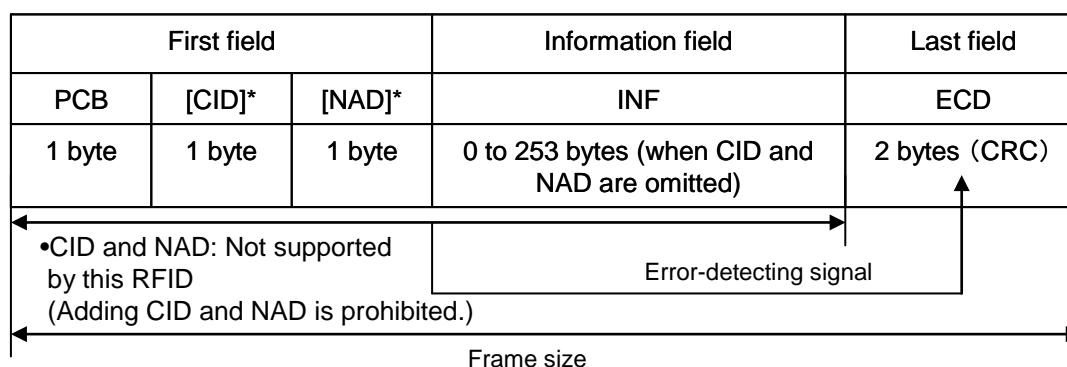 First field Information field Last field
PCB [CID]* [NAD]* INF ECD
1 byte 1 byte 1 byte 0 to 253 bytes (when CID and NAD are omitted) 2 bytes（CRC）
•CID and NAD: Not supported
by this RFID
(Adding CID and NAD is prohibited.)
Error-detecting signal
Frame size